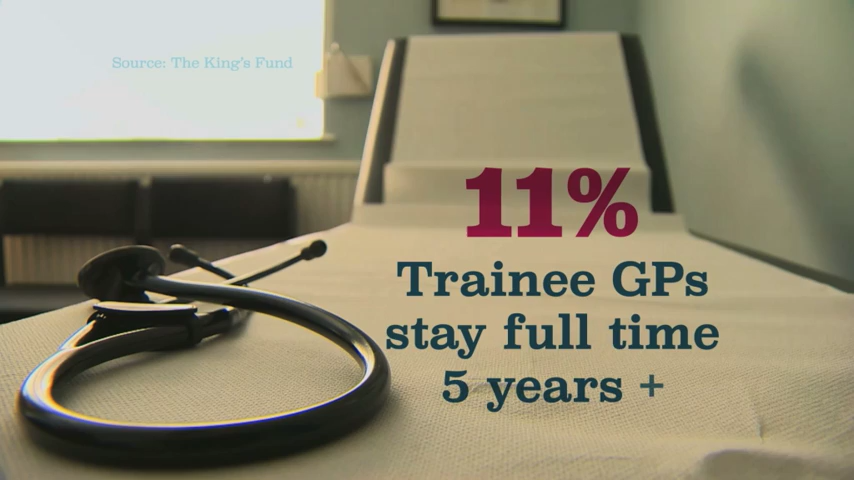 Source: The King's Fund
11%
Trainee GPs
stay full time
5 years +